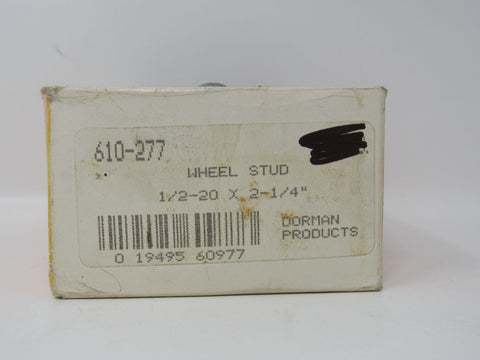 610-277
WHEEL STUD
1/2-20 X 2-1/4"
DORMAN
PRODUCTS
0 19495 60977